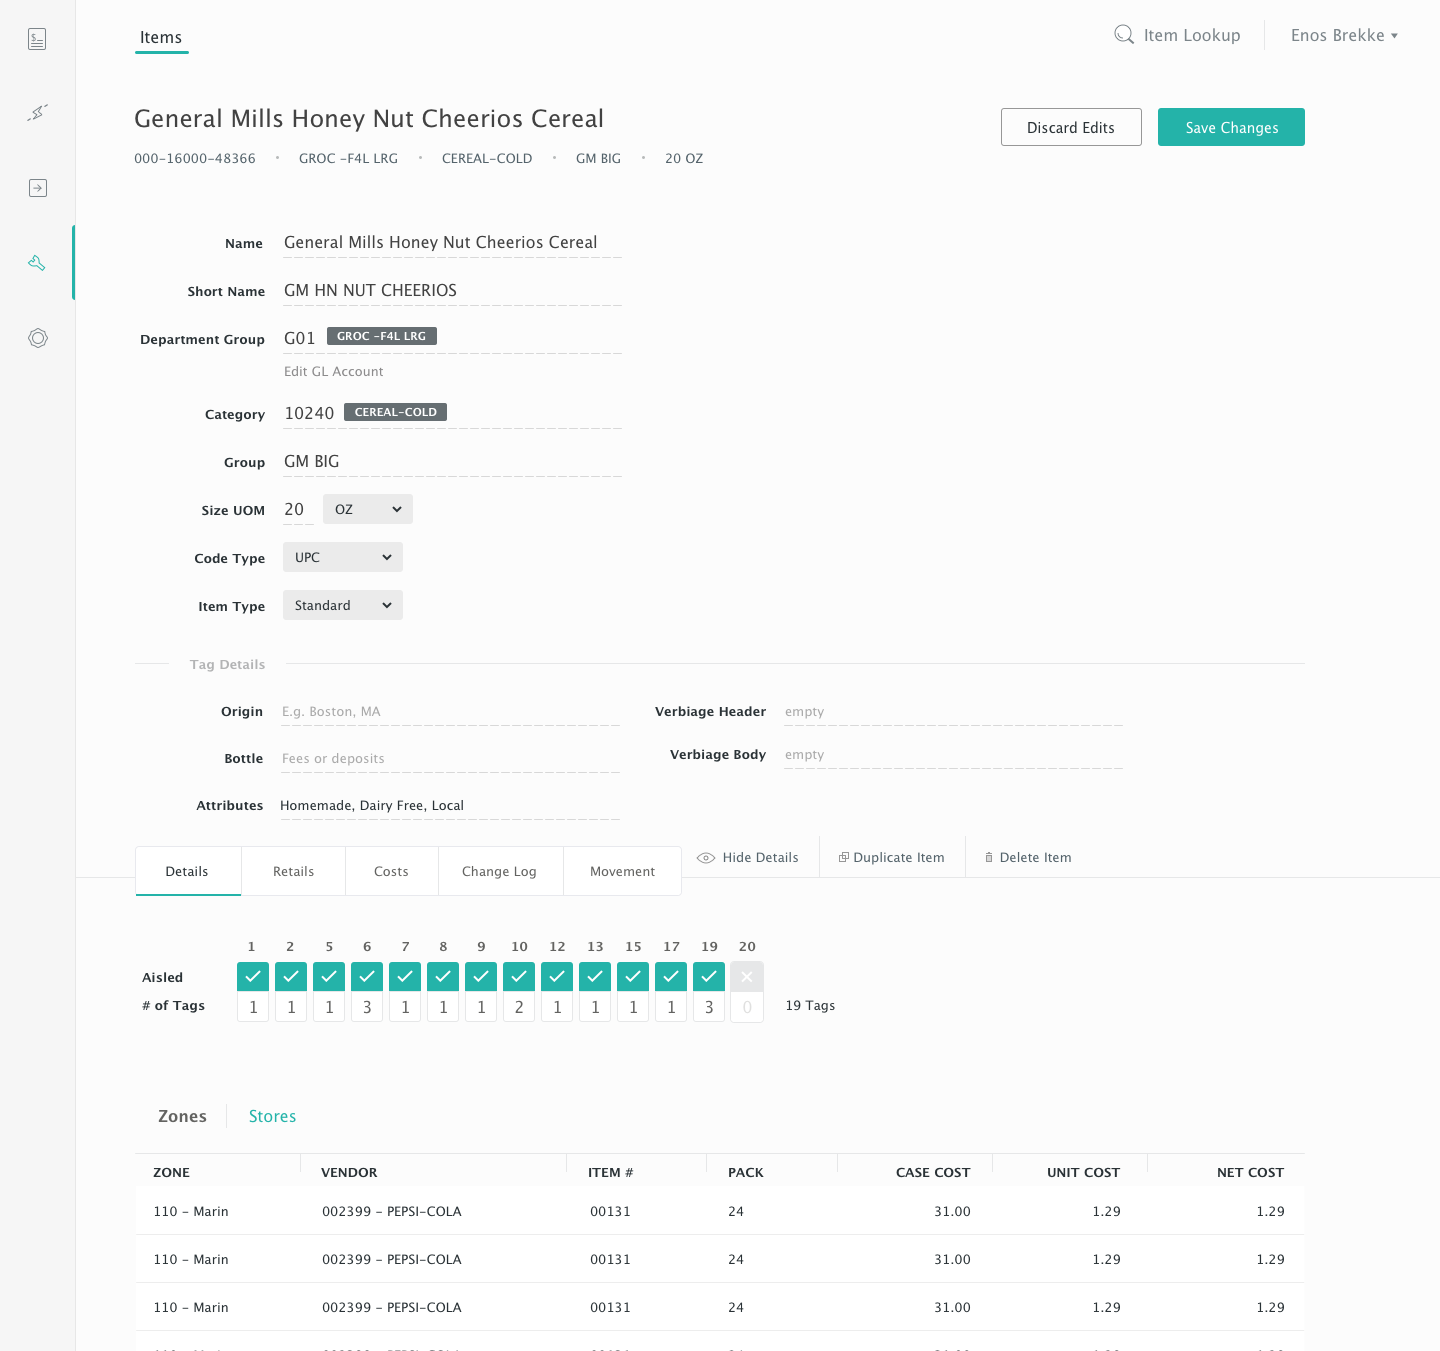 Items
Item Lookup
Enos Brekke
General Mills Honey Nut Cheerios Cereal
Discard Edits
Save Changes
000-16000-48366 • GROC -F4L LRG • CEREAL-COLD • GM BIG • 20 OZ
Name General Mills Honey Nut Cheerios Cereal
Short Name GM HN NUT CHEERIOS
Department Group G01 GROC -F4L LRG
Edit GL Account
Category 10240 CEREAL-COLD
Group GM BIG
Size UOM 20 OZ
Code Type UPC
Item Type Standard
Tag Details
Origin E.g. Boston, MA
Verbiage Header empty
Bottle Fees or deposits
Verbiage Body empty
Attributes Homemade, Dairy Free, Local
Details Retails Costs Change Log Movement Hide Details Duplicate Item Delete Item
1 2 5 6 7 8 9 10 12 13 15 17 19 20
Aisled
# of Tags 1 1 1 3 1 1 1 2 1 1 1 1 3 0 19 Tags
Zones Stores
ZONE VENDOR ITEM # PACK CASE COST UNIT COST NET COST
110 - Marin 002399 - PEPSI-COLA 00131 24 31.00 1.29 1.29
110 - Marin 002399 - PEPSI-COLA 00131 24 31.00 1.29 1.29
110 - Marin 002399 - PEPSI-COLA 00131 24 31.00 1.29 1.29